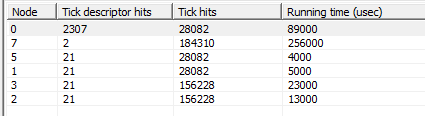 Node Tick descriptor hits Tick hits Running time (usec)
0 2307 28082 89000
7 2 184310 256000
5 21 28082 4000
1 21 28082 5000
3 21 156228 23000
2 21 156228 13000